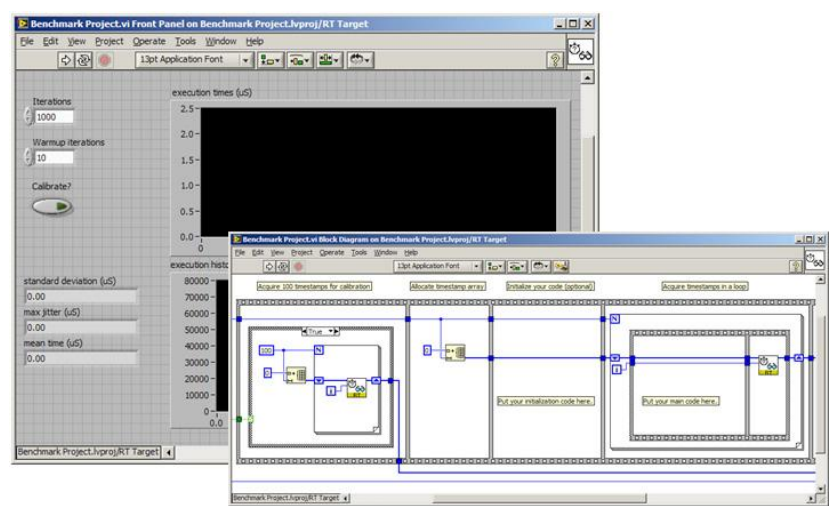 Benchmark Project.vi Front Panel on Benchmark Project.lvproj/RT Target
File Edit View Project Operate Tools Window Help
13pt Application Font
Iterations
1000
Warmup iterations
10
Calibrate?
standard deviation (uS)
0.00
max jitter (uS)
0.00
mean time (uS)
0.00
execution times (uS)
2.5
2.0
1.5
1.0
0.5
0.0
0
80000
70000
60000
50000
40000
30000
20000
10000
0
0.0
Benchmark Project.lvproj/RT Target
Benchmark Project.vi Block Diagram on Benchmark Project.lvproj/RT Target
File Edit View Project Operate Tools Window Help
13pt Application Font
Acquire 100 timestamps for calibration
Allocate timestamp array
Initialize your code (optional)
Acquire timestamps in a loop
True
100
N
0
i
RT
0
Put your initialization code here..
N
i
Put your main code here..
RT
Benchmark Project.lvproj/RT Target